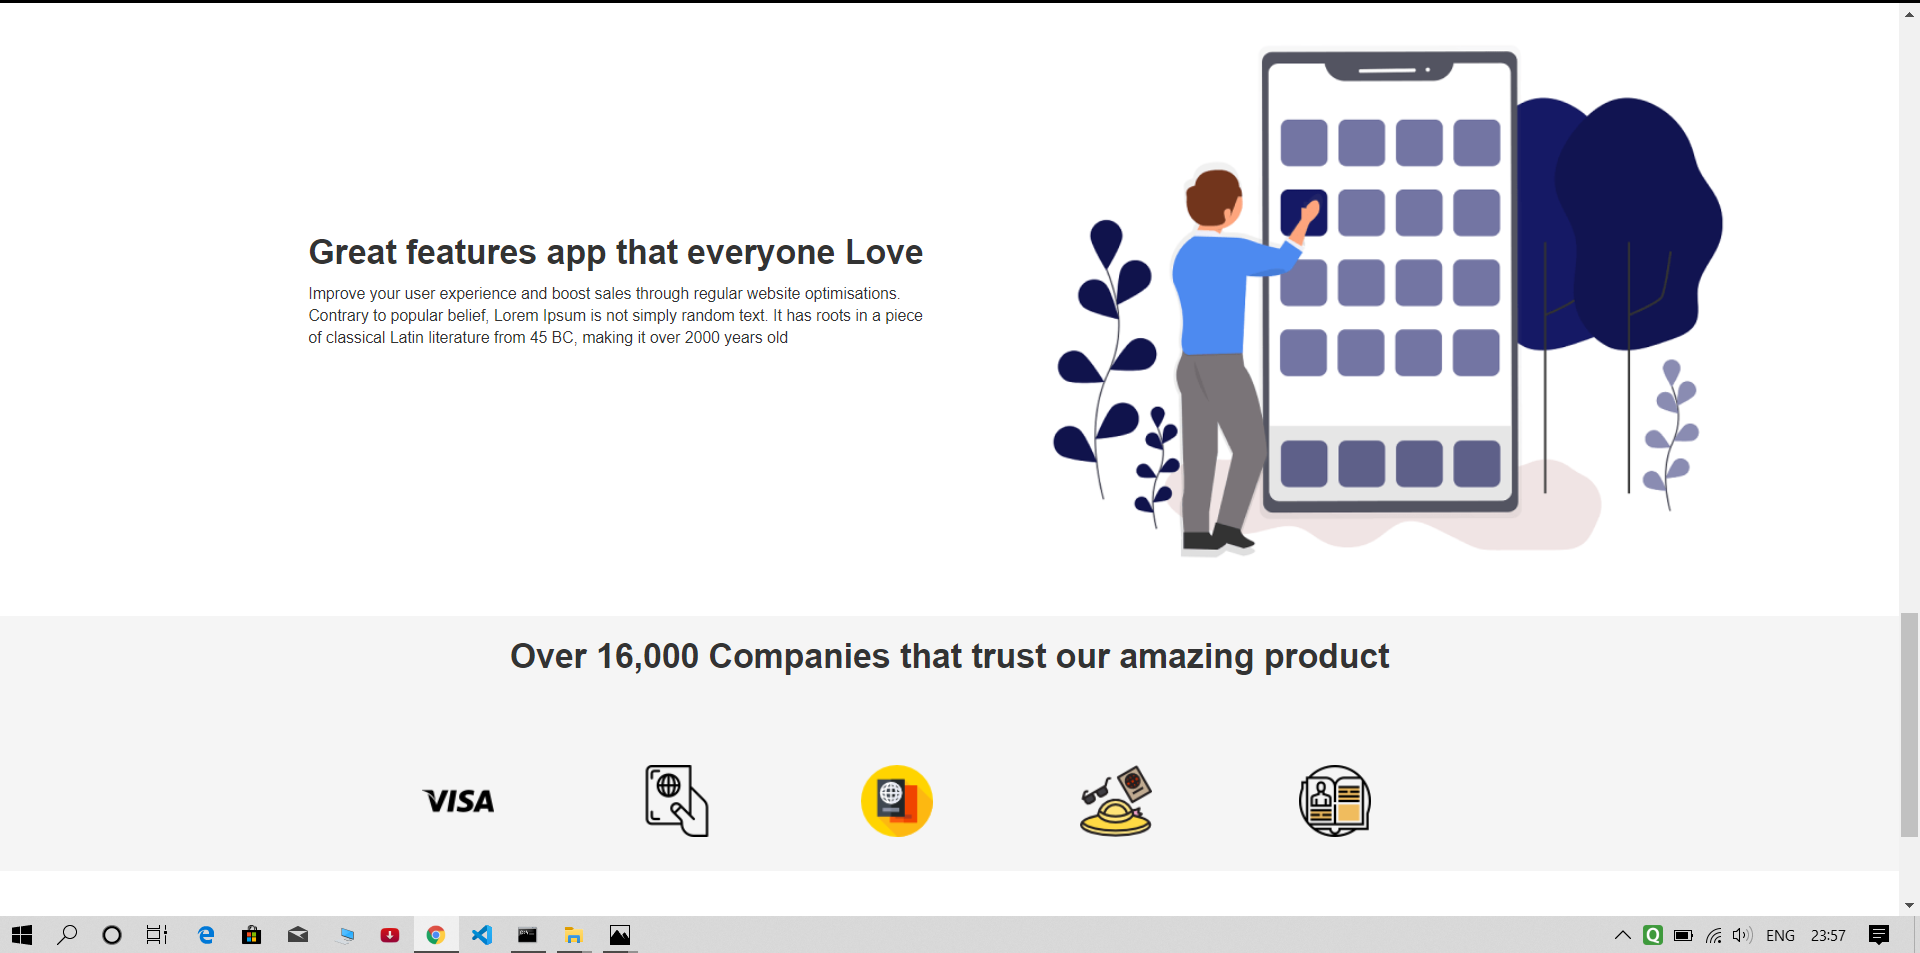 Great features app that everyone Love
Improve your user experience and boost sales through regular website optimisations.
Contrary to popular belief, Lorem Ipsum is not simply random text. It has roots in a piece
of classical Latin literature from 45 BC, making it over 2000 years old
Over 16,000 Companies that trust our amazing product
VISA
Q
ENG
23:57